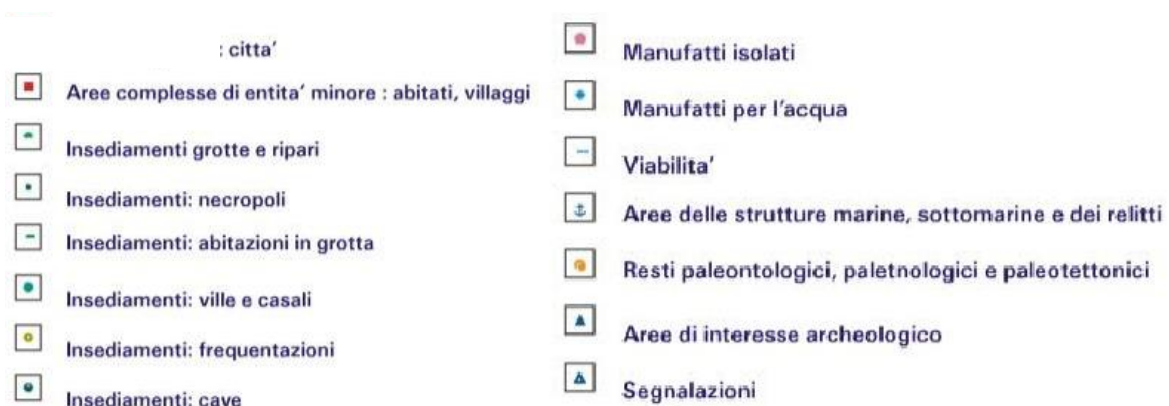 : citta'
Aree complesse di entita' minore : abitati, villaggi
Insediamenti grotte e ripari
Insediamenti: necropoli
Insediamenti: abitazioni in grotta
Insediamenti: ville e casali
Insediamenti: frequentazioni
Insediamenti: cave
Manufatti isolati
Manufatti per l'acqua
Viabilita'
Aree delle strutture marine, sottomarine e dei relitti
Resti paleontologici, paletnologici e paleotettonici
Aree di interesse archeologico
Segnalazioni